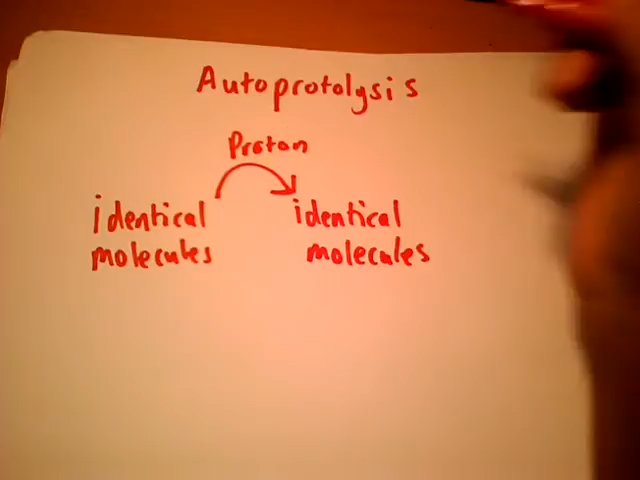 Autoprotolysis
Proton
identical identical
molecules molecules